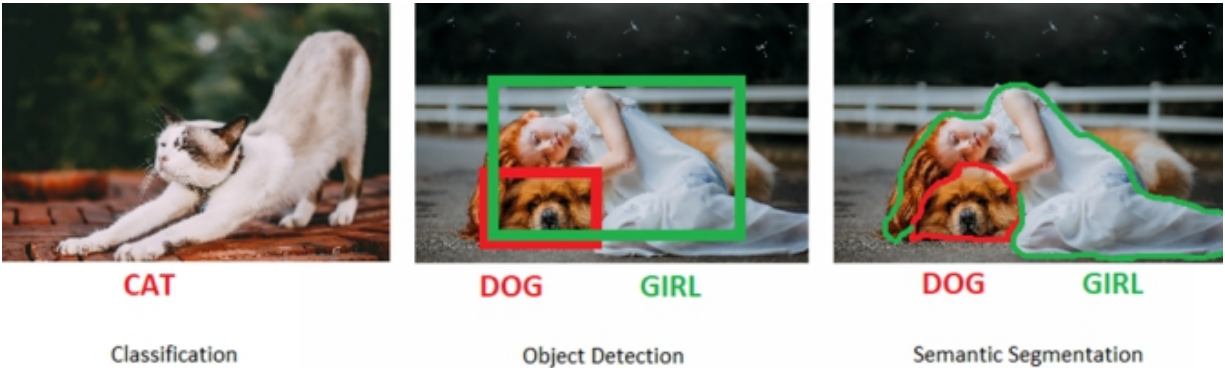 CAT
DOG GIRL
DOG GIRL
Classification
Object Detection
Semantic Segmentation